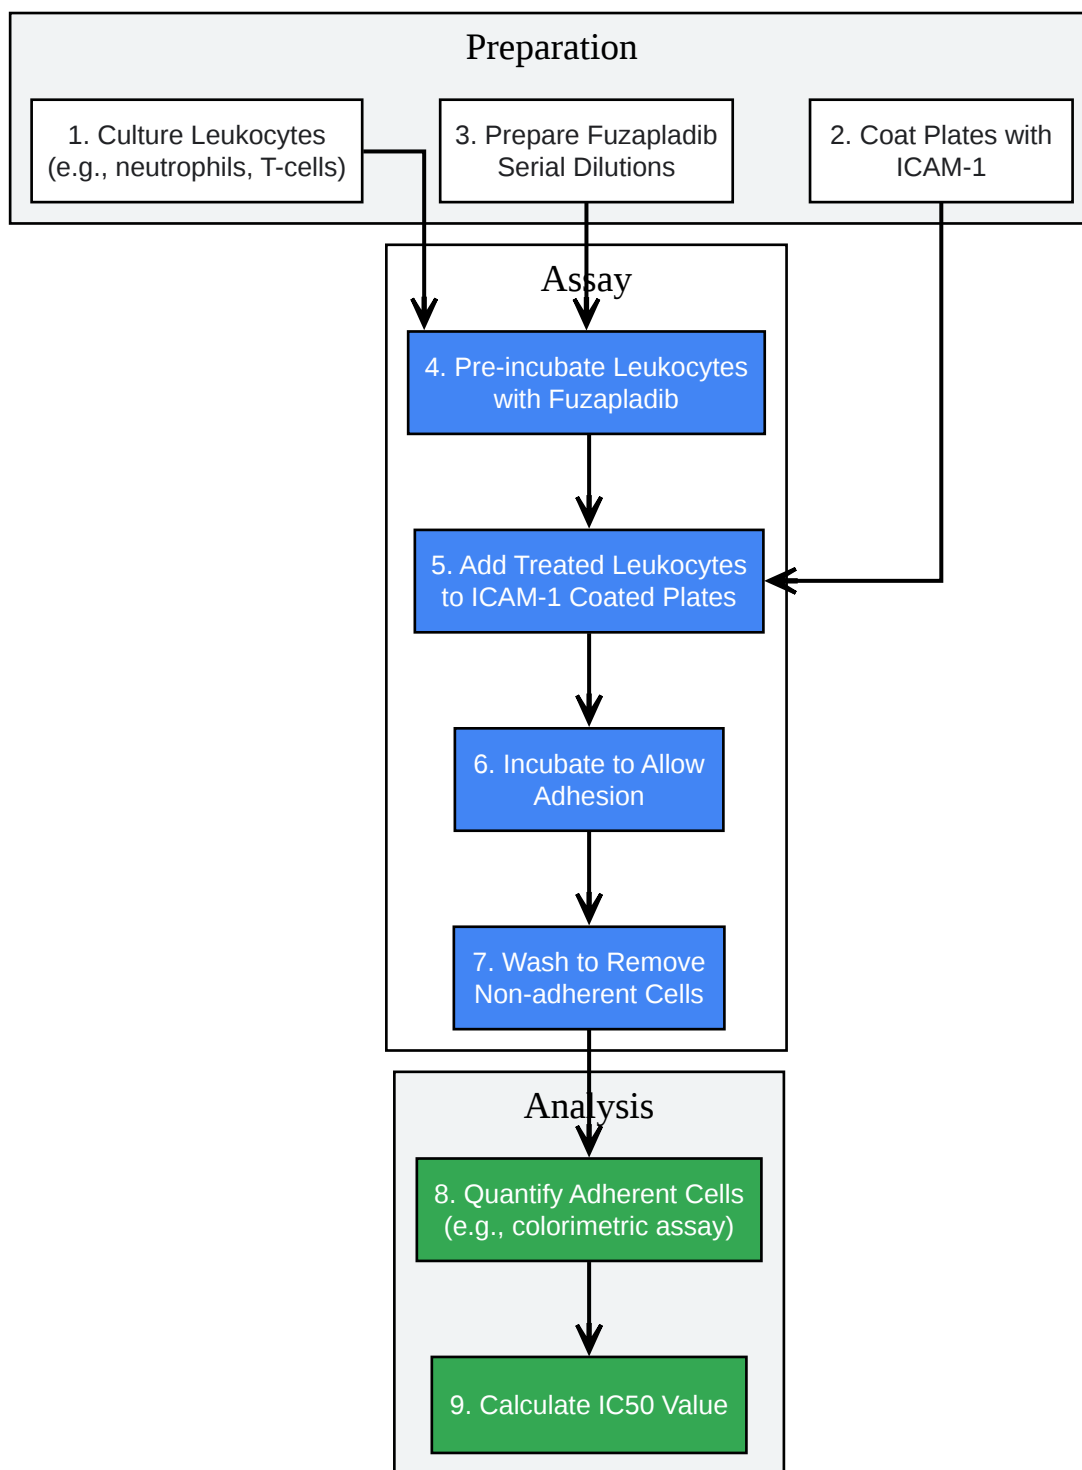 Preparation
1. Culture Leukocytes
(e.g., neutrophils, T-cells)
3. Prepare Fuzapladib
Serial Dilutions
2. Coat Plates with
ICAM-1
Assay
4. Pre-incubate Leukocytes
with Fuzapladib
5. Add Treated Leukocytes
to ICAM-1 Coated Plates
6. Incubate to Allow
Adhesion
7. Wash to Remove
Non-adherent Cells
Analysis
8. Quantify Adherent Cells
(e.g., colorimetric assay)
9. Calculate IC50 Value